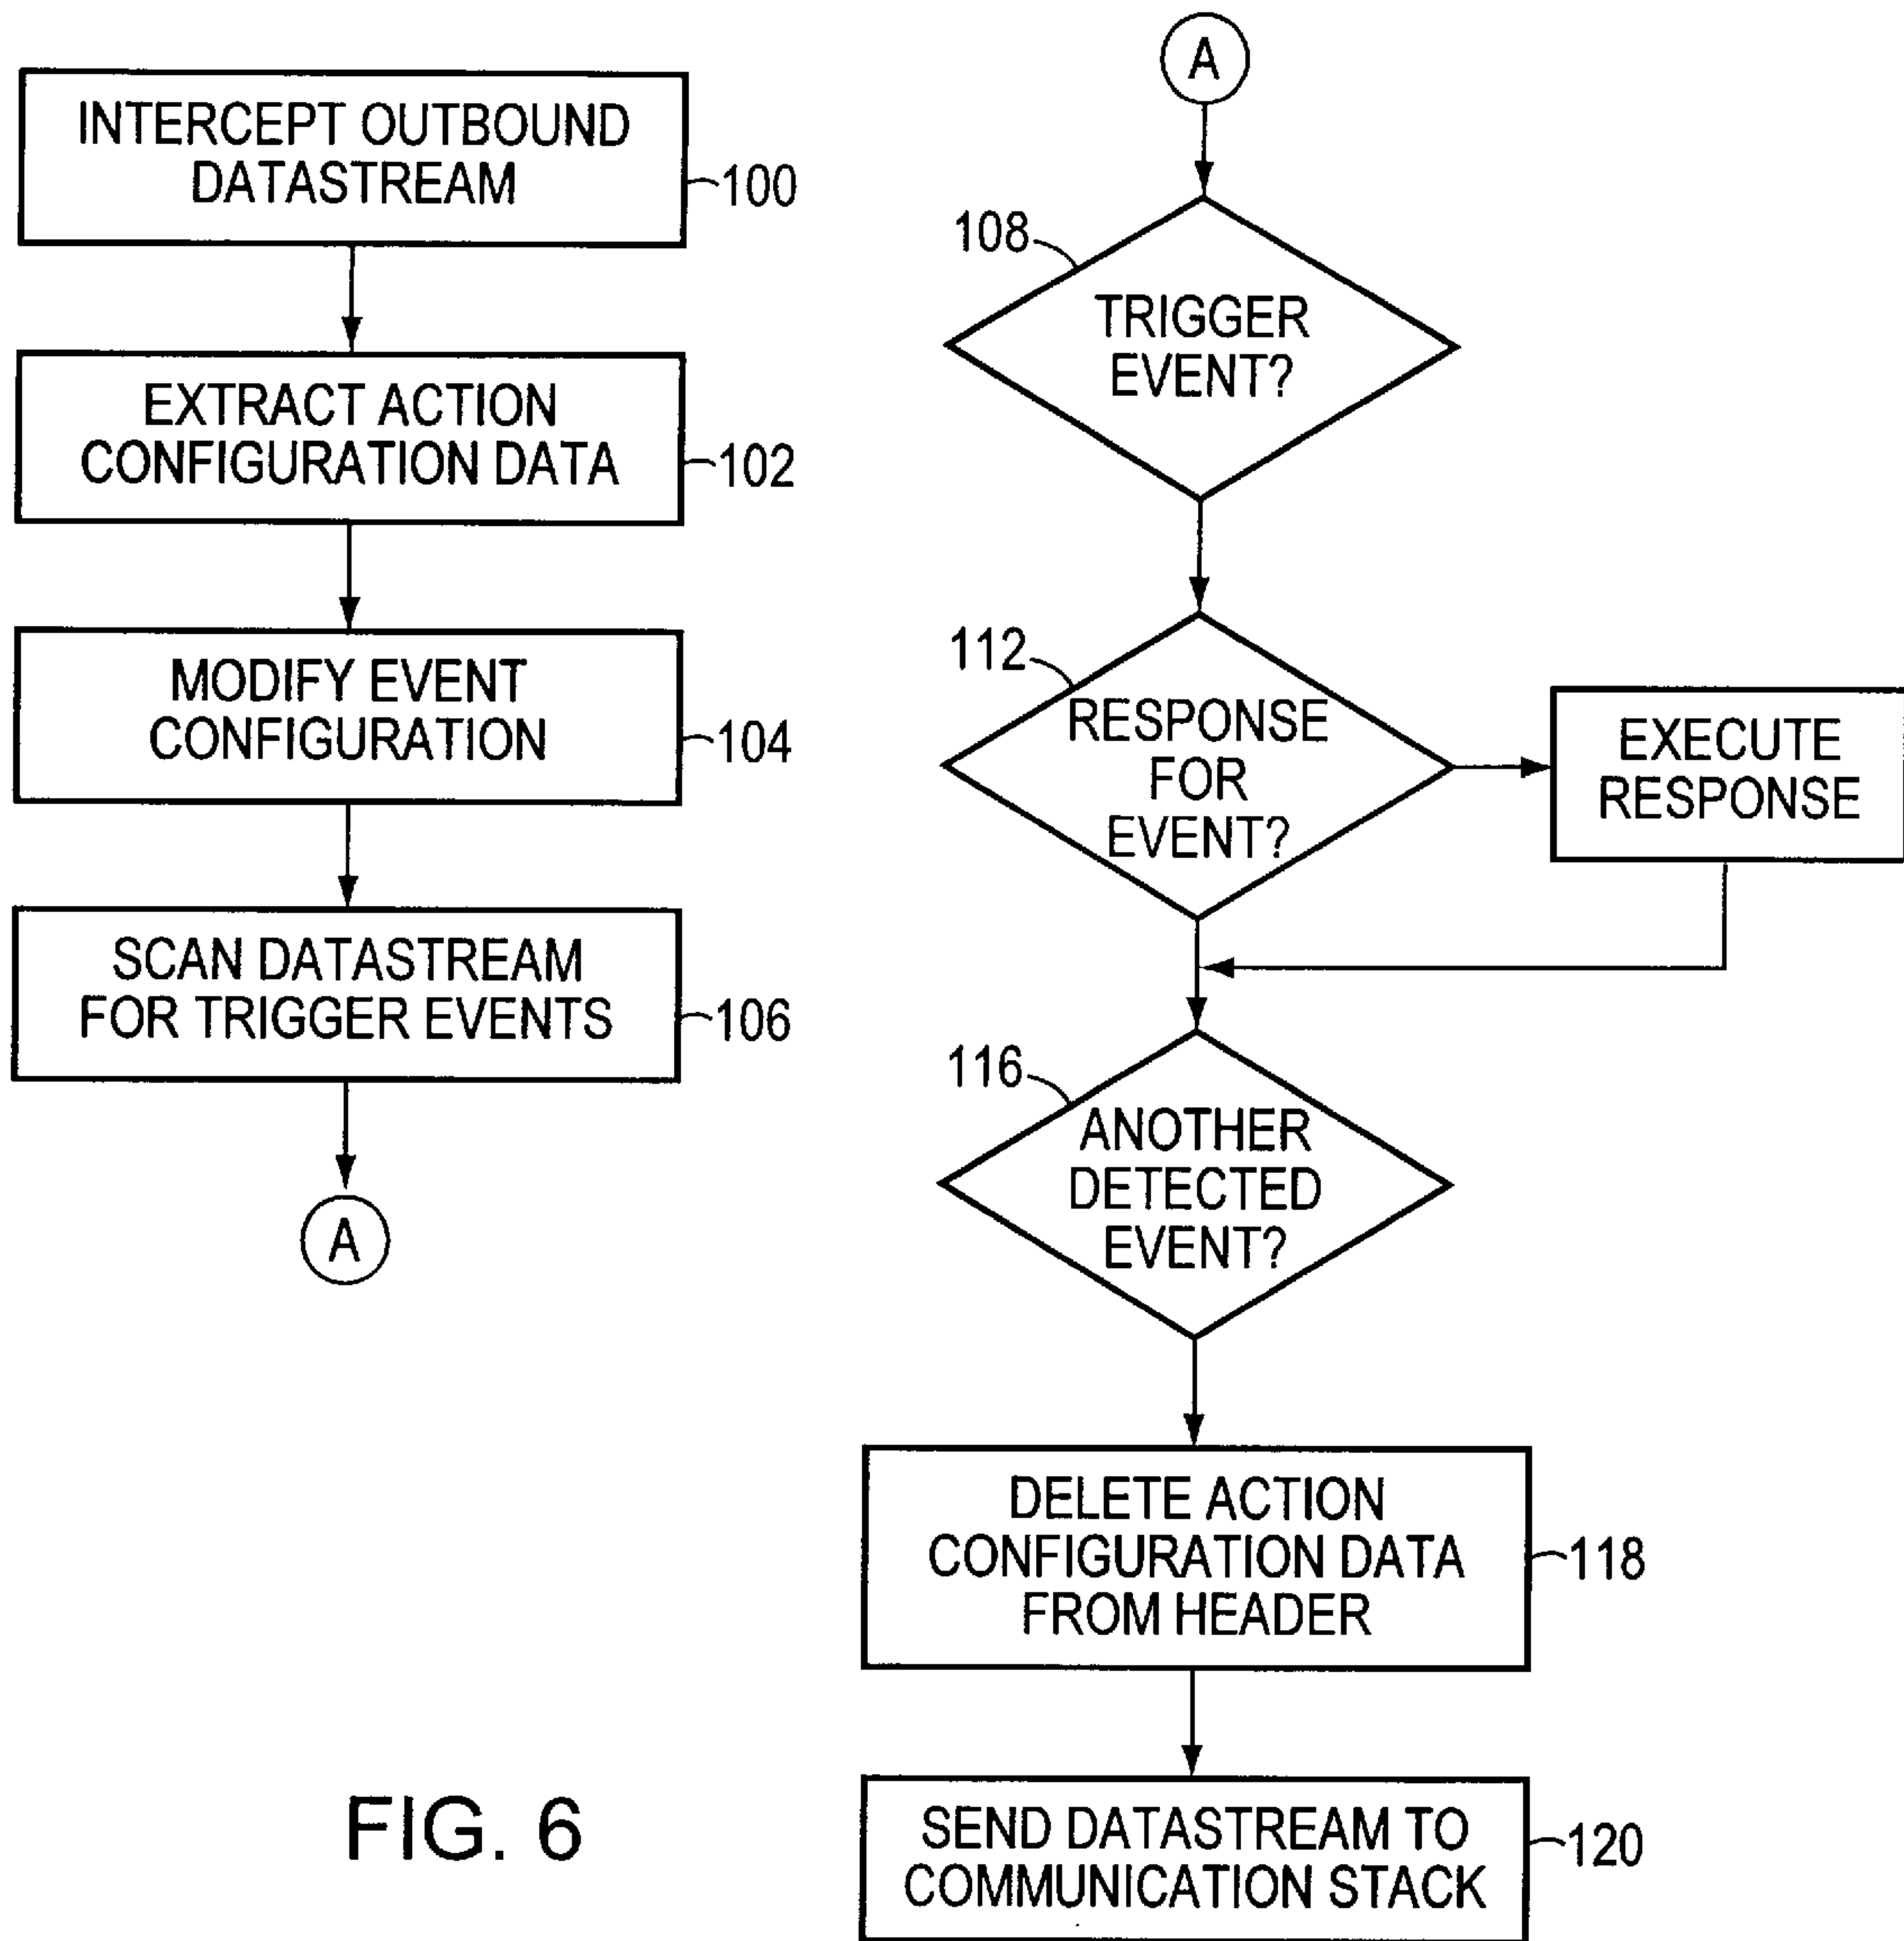 INTERCEPT OUTBOUND
DATASTREAM
100
EXTRACT ACTION
CONFIGURATION DATA
102
MODIFY EVENT
CONFIGURATION
104
SCAN DATASTREAM
FOR TRIGGER EVENTS
106
A
A
108
TRIGGER
EVENT?
112
RESPONSE
FOR
EVENT?
EXECUTE
RESPONSE
116
ANOTHER
DETECTED
EVENT?
DELETE ACTION
CONFIGURATION DATA
FROM HEADER
118
SEND DATASTREAM TO
COMMUNICATION STACK
120
FIG. 6